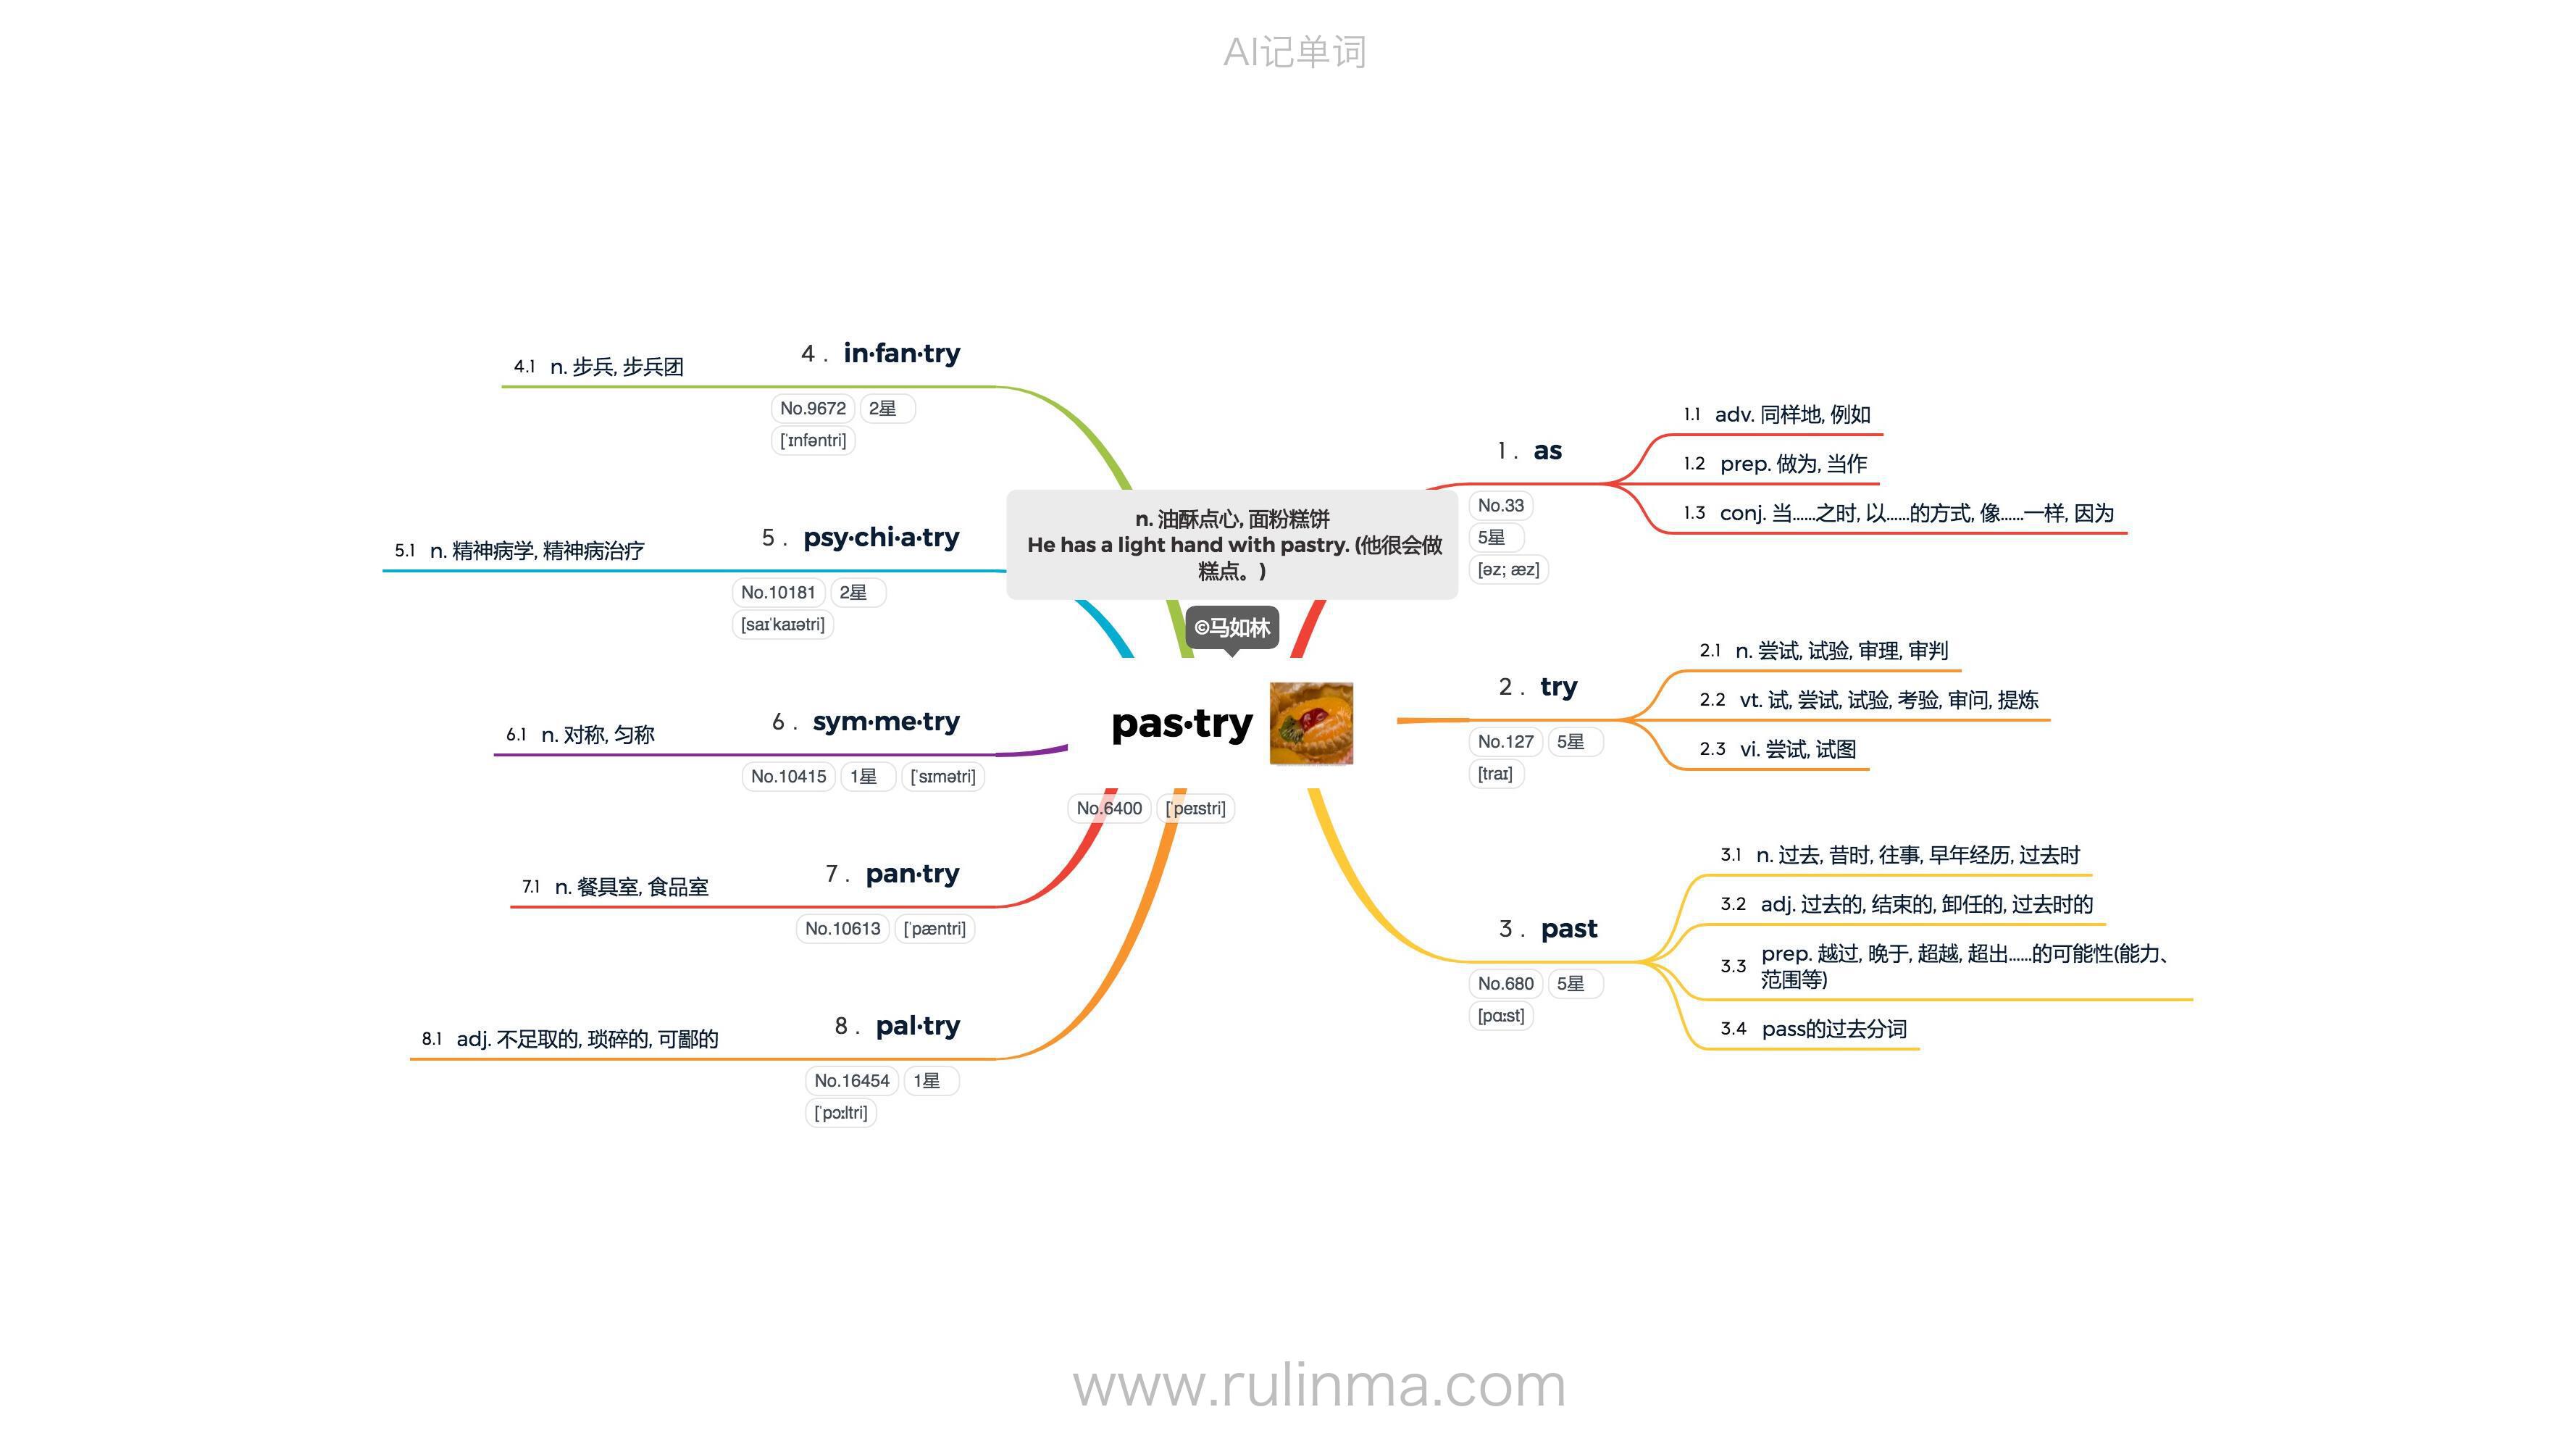 AI记单词
n. 油酥点心, 面粉糕饼
He has a light hand with pastry. (他很会做
糕点。)
©马如林
pas·try
No.6400 [ˈpeɪstri]
1. as
No.33
5星
[əz; æz]
1.1 adv. 同样地, 例如
1.2 prep. 做为, 当作
1.3 conj. 当……之时, 以……的方式, 像……一样, 因为
2. try
No.127 5星
[traɪ]
2.1 n. 尝试, 试验, 审理, 审判
2.2 vt. 试, 尝试, 试验, 考验, 审问, 提炼
2.3 vi. 尝试, 试图
3. past
No.680 5星
[pɑːst]
3.1 n. 过去, 昔时, 往事, 早年经历, 过去时
3.2 adj. 过去的, 结束的, 卸任的, 过去时的
3.3 prep. 越过, 晚于, 超越, 超出……的可能性(能力、
范围等)
3.4 pass的过去分词
4. in·fan·try
No.9672 2星
[ˈɪnfəntri]
4.1 n. 步兵, 步兵团
5. psy·chi·a·try
No.10181 2星
[saɪˈkaɪətri]
5.1 n. 精神病学, 精神病治疗
6. sym·me·try
No.10415 1星 [ˈsɪmətri]
6.1 n. 对称, 匀称
7. pan·try
No.10613 [ˈpæntri]
7.1 n. 餐具室, 食品室
8. pal·try
No.16454 1星
[ˈpɔːltri]
8.1 adj. 不足取的, 琐碎的, 可鄙的
www.rulinma.com